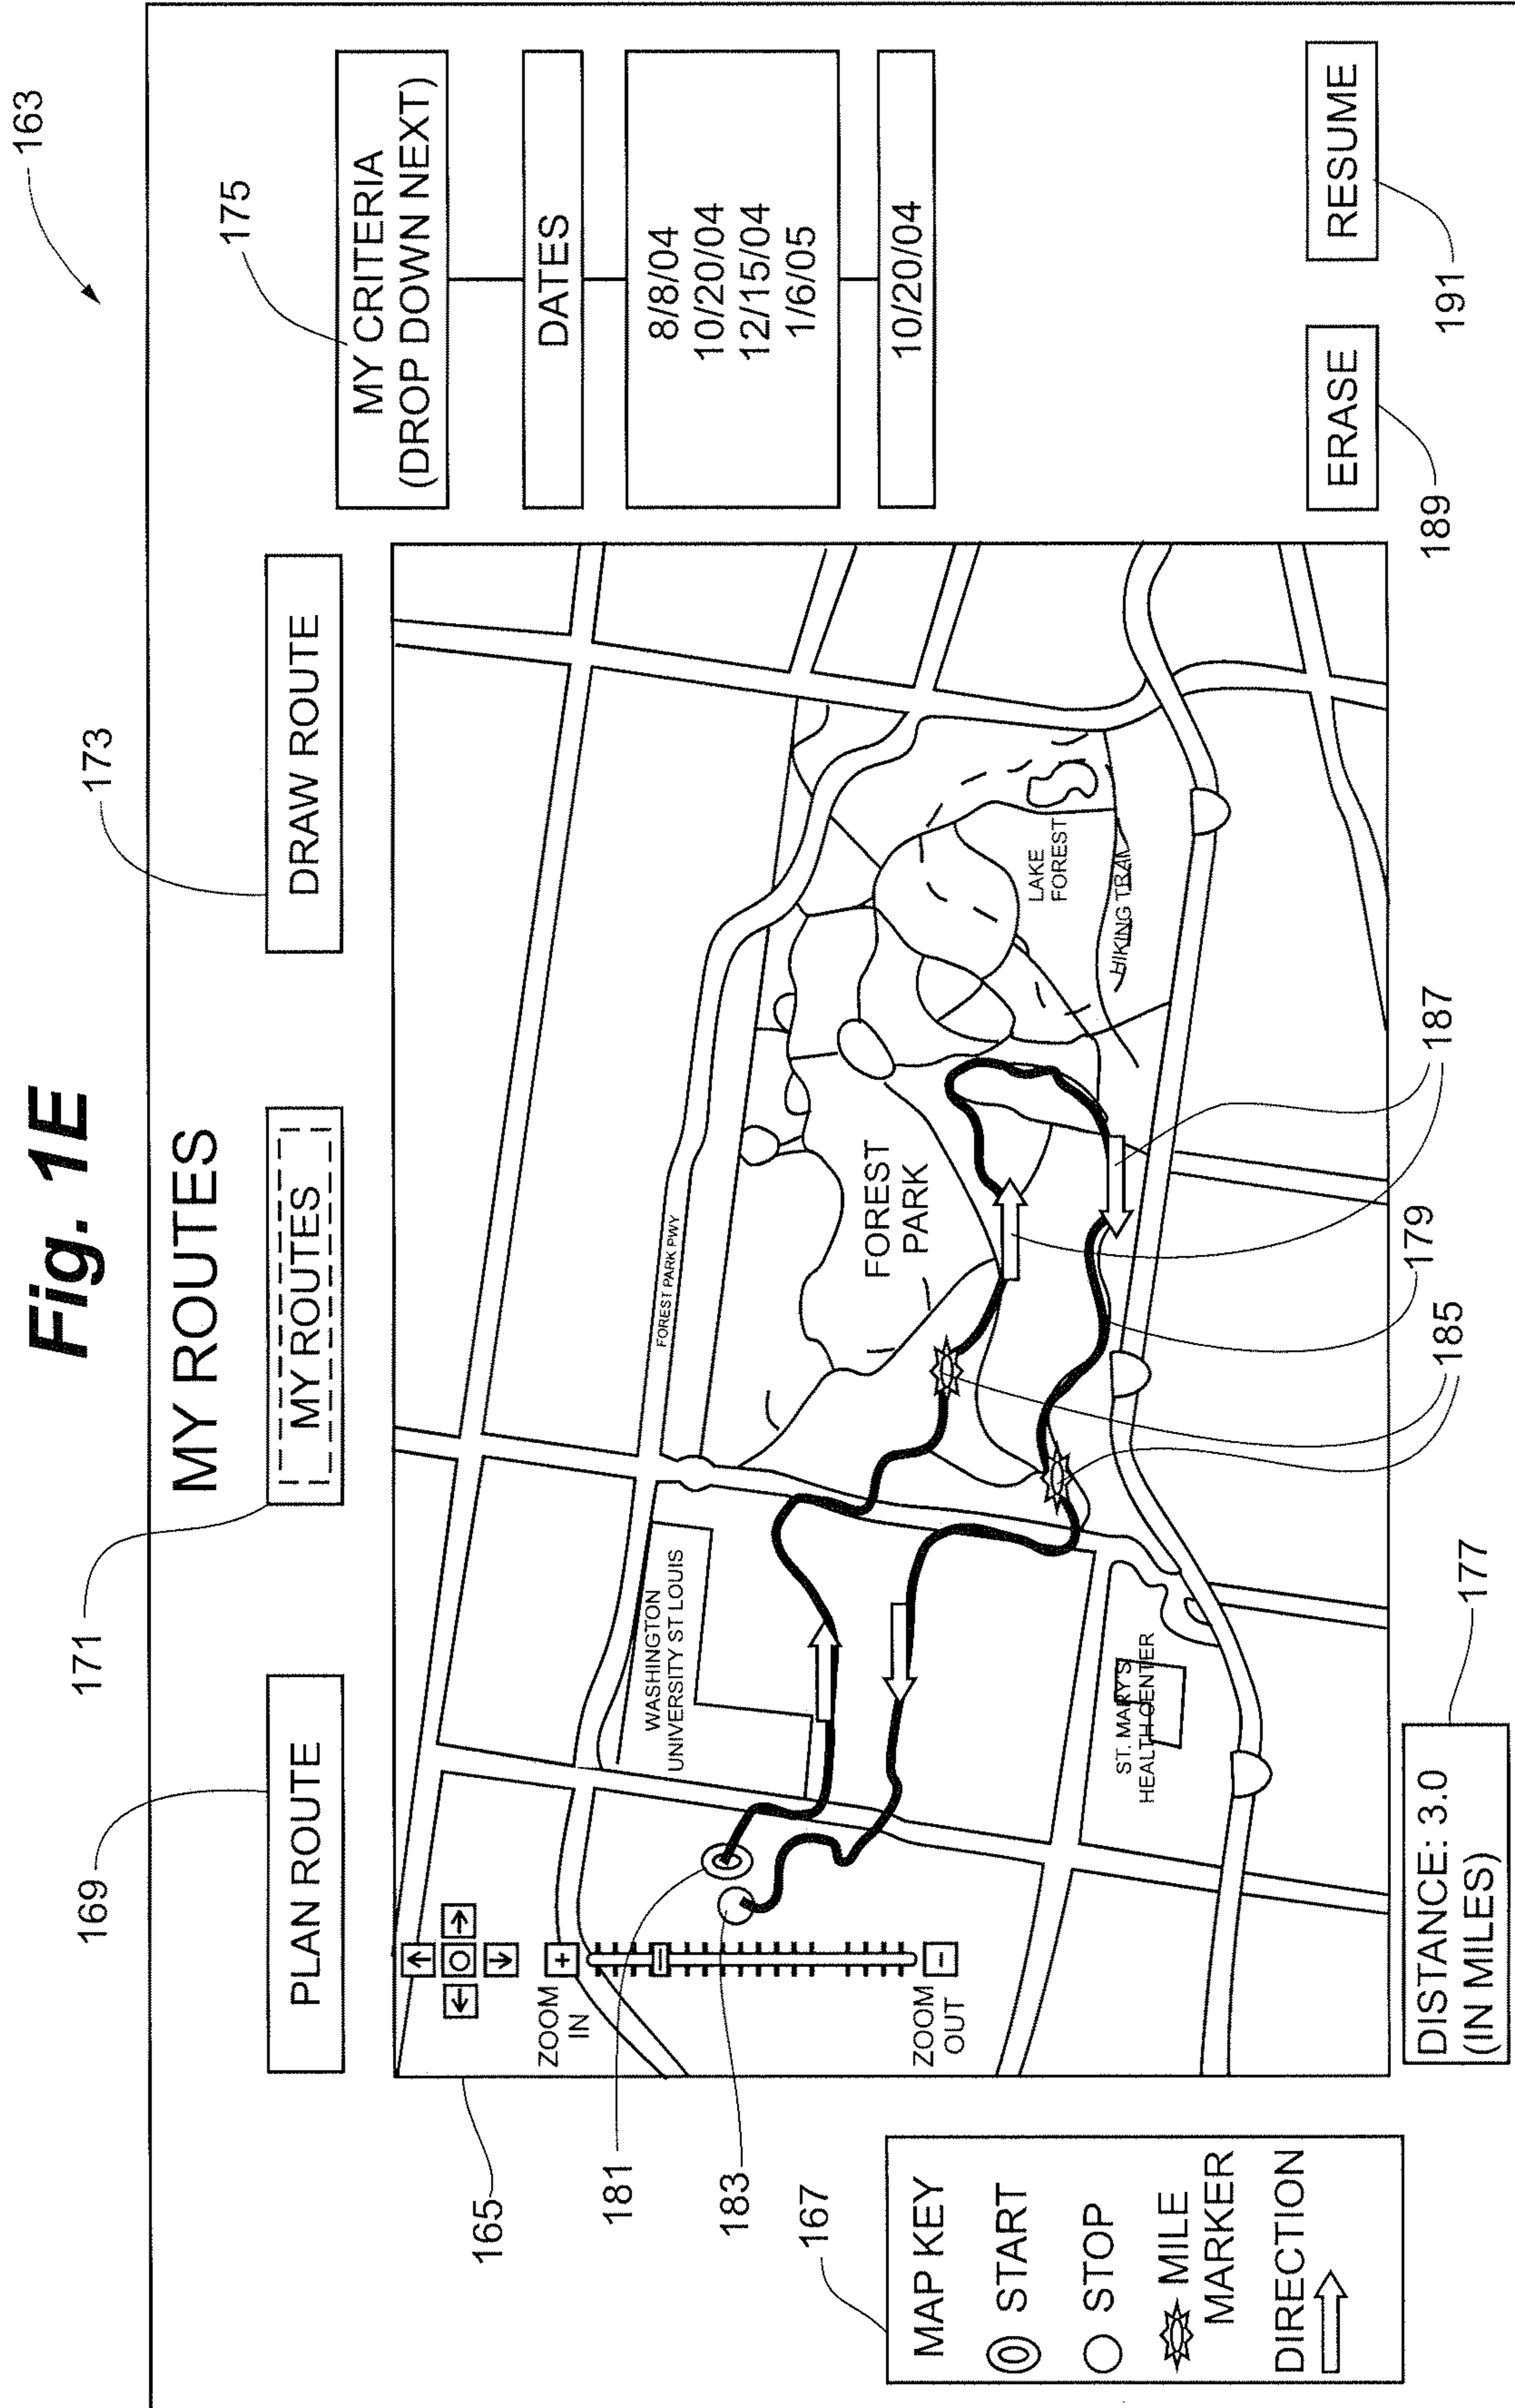 Fig. 1E
163
MY ROUTES
169
171
173
175
PLAN ROUTE
MY ROUTES
DRAW ROUTE
MY CRITERIA
(DROP DOWN NEXT)
DATES
8/8/04
10/20/04
12/15/04
1/6/05
10/20/04
165
ZOOM
IN
+
ZOOM
OUT
-
181
183
FOREST PARK PWY
WASHINGTON
UNIVERSITY ST LOUIS
FOREST
PARK
LAKE
FOREST
HIKING TRAIL
ST. MARY'S
HEALTH CENTER
167
MAP KEY
START
STOP
MILE
MARKER
DIRECTION
DISTANCE: 3.0
(IN MILES)
177
185
179
187
ERASE
189
RESUME
191